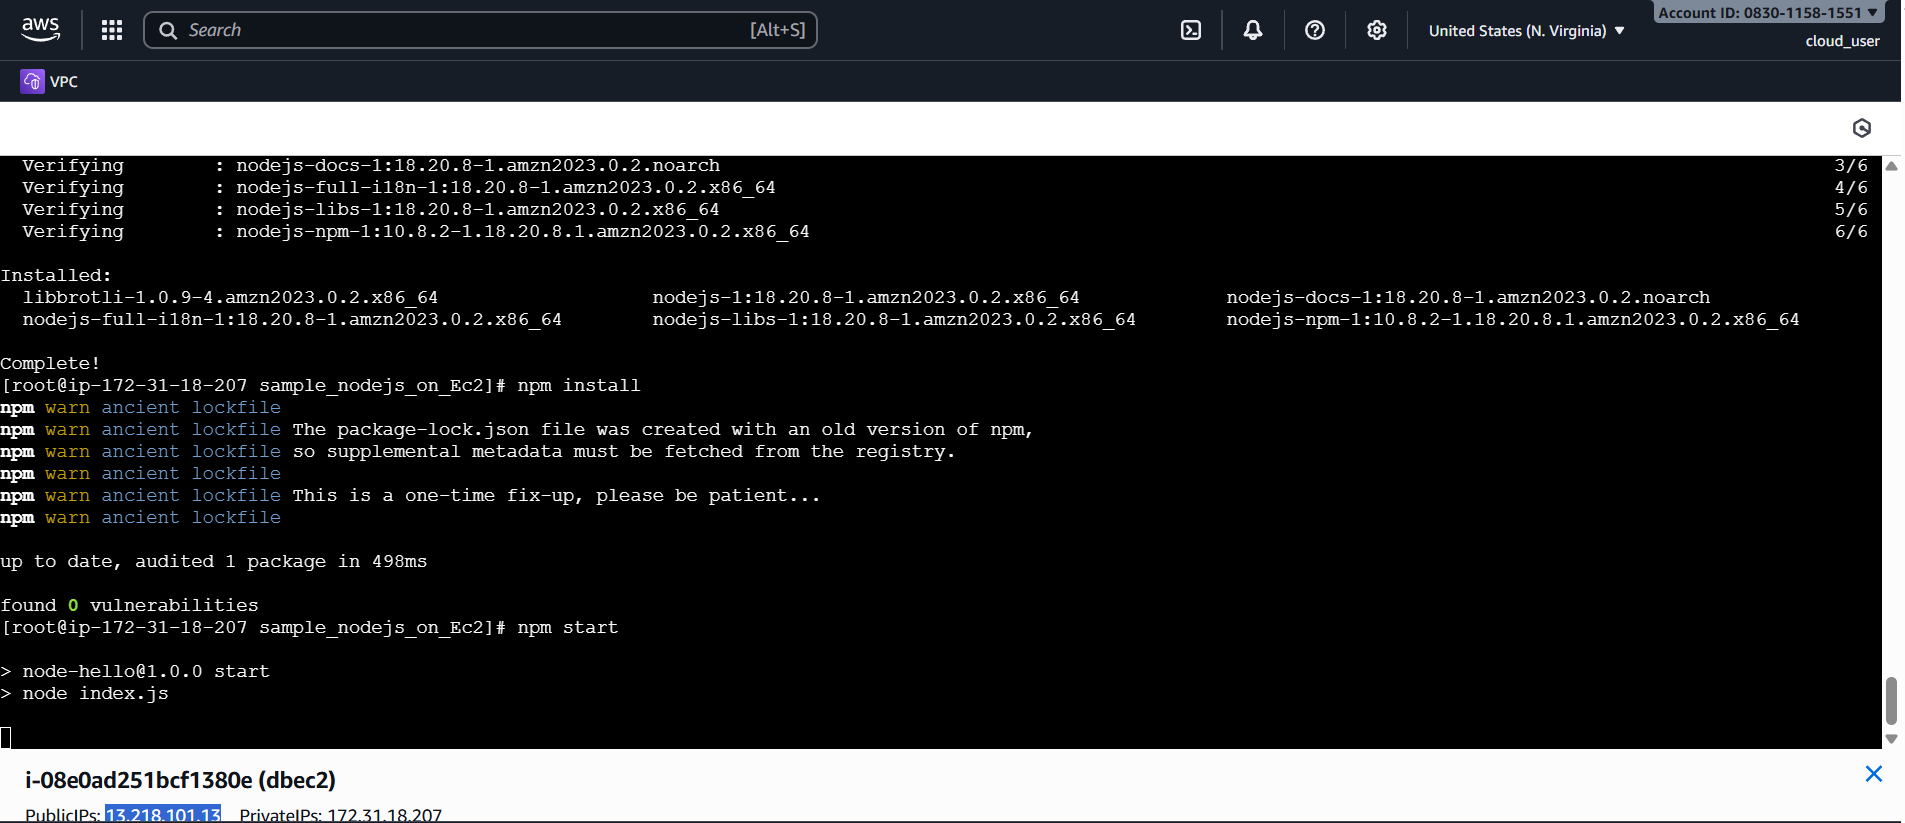 aws
Search [Alt+S]
United States (N. Virginia) ▼
Account ID: 0830-1158-1551 ▼
cloud_user
VPC
Verifying : nodejs-docs-1:18.20.8-1.amzn2023.0.2.noarch 3/6
Verifying : nodejs-full-i18n-1:18.20.8-1.amzn2023.0.2.x86_64 4/6
Verifying : nodejs-libs-1:18.20.8-1.amzn2023.0.2.x86_64 5/6
Verifying : nodejs-npm-1:10.8.2-1.18.20.8.1.amzn2023.0.2.x86_64 6/6
Installed:
libbrotli-1.0.9-4.amzn2023.0.2.x86_64 nodejs-1:18.20.8-1.amzn2023.0.2.x86_64 nodejs-docs-1:18.20.8-1.amzn2023.0.2.noarch
nodejs-full-i18n-1:18.20.8-1.amzn2023.0.2.x86_64 nodejs-libs-1:18.20.8-1.amzn2023.0.2.x86_64 nodejs-npm-1:10.8.2-1.18.20.8.1.amzn2023.0.2.x86_64
Complete!
[root@ip-172-31-18-207 sample_nodejs_on_Ec2]# npm install
npm warn ancient lockfile
npm warn ancient lockfile The package-lock.json file was created with an old version of npm,
npm warn ancient lockfile so supplemental metadata must be fetched from the registry.
npm warn ancient lockfile
npm warn ancient lockfile This is a one-time fix-up, please be patient...
npm warn ancient lockfile
up to date, audited 1 package in 498ms
found 0 vulnerabilities
[root@ip-172-31-18-207 sample_nodejs_on_Ec2]# npm start
> node-hello@1.0.0 start
> node index.js
i-08e0ad251bcf1380e (dbec2)
PublicIPs: 13.218.101.13 PrivateIPs: 172.31.18.207